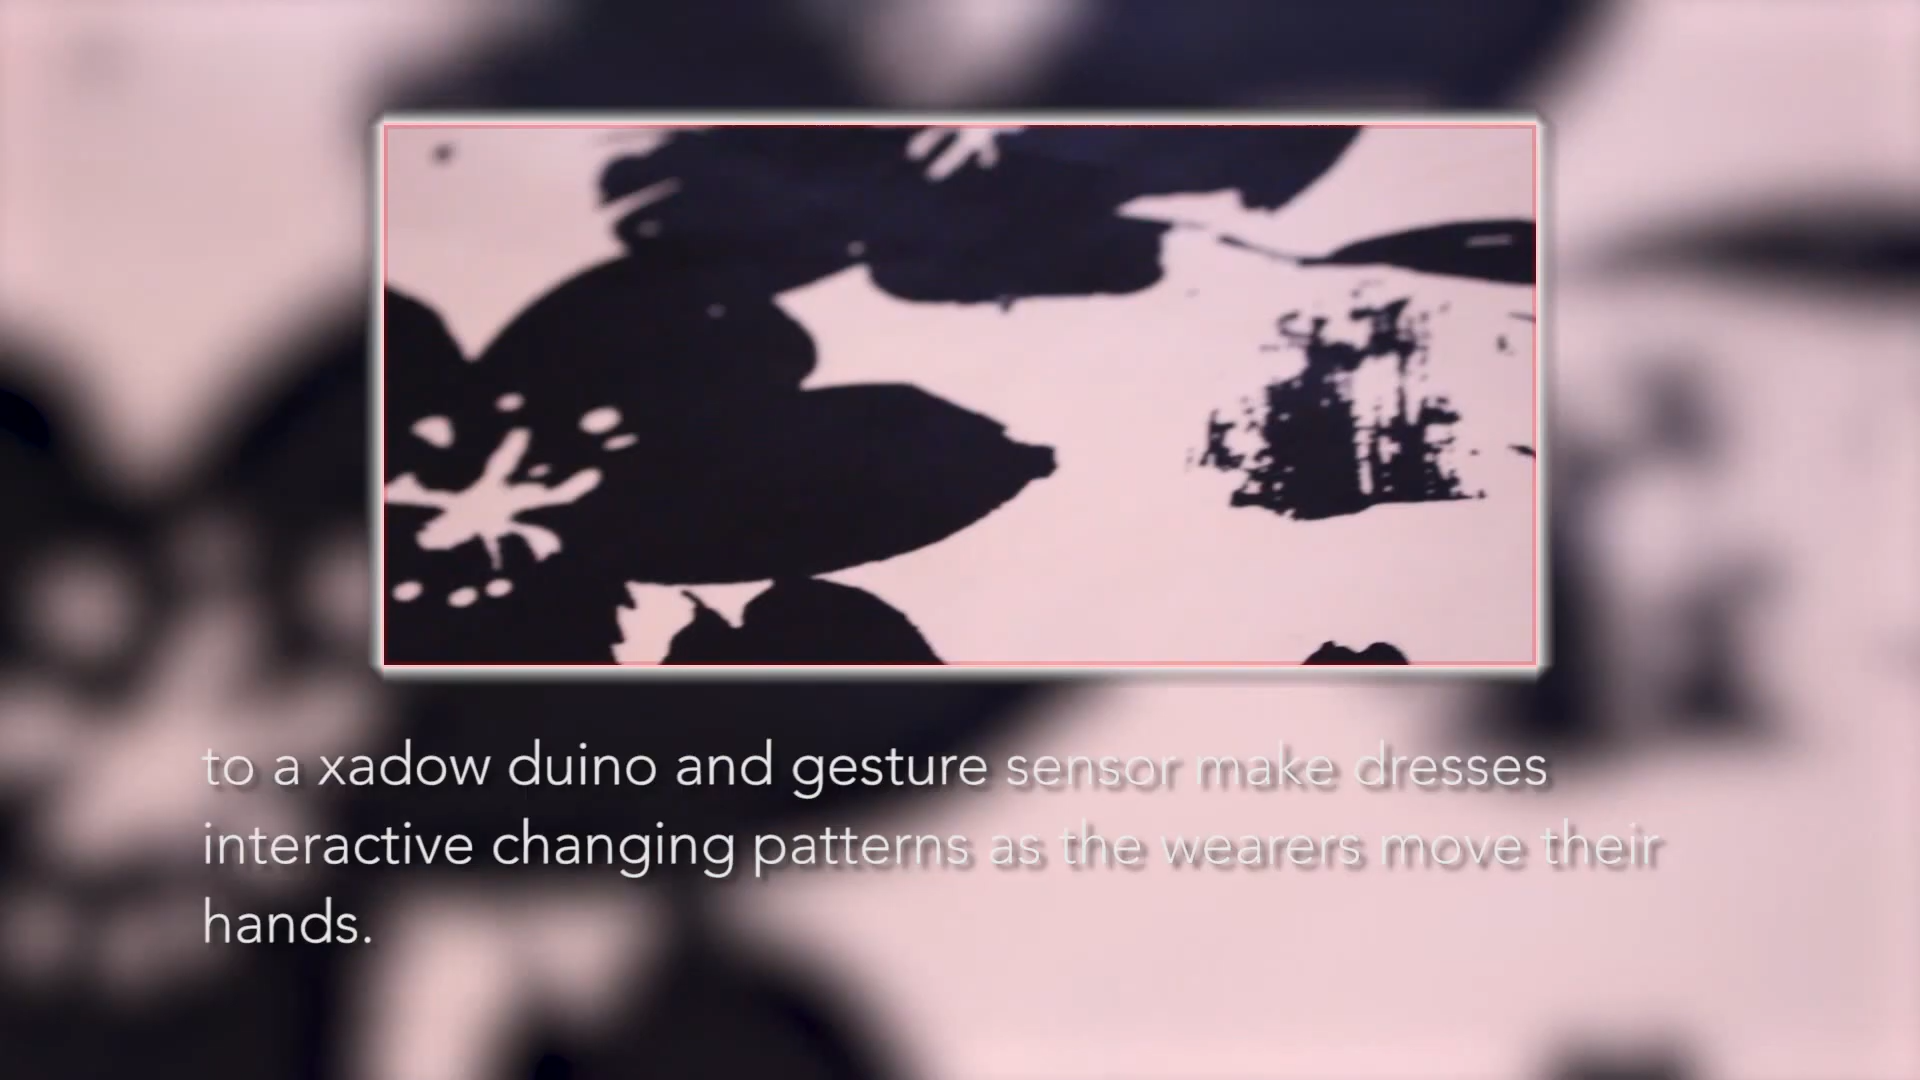 to a xadow duino and gesture sensor make dresses
interactive changing patterns as the wearers move their
hands.